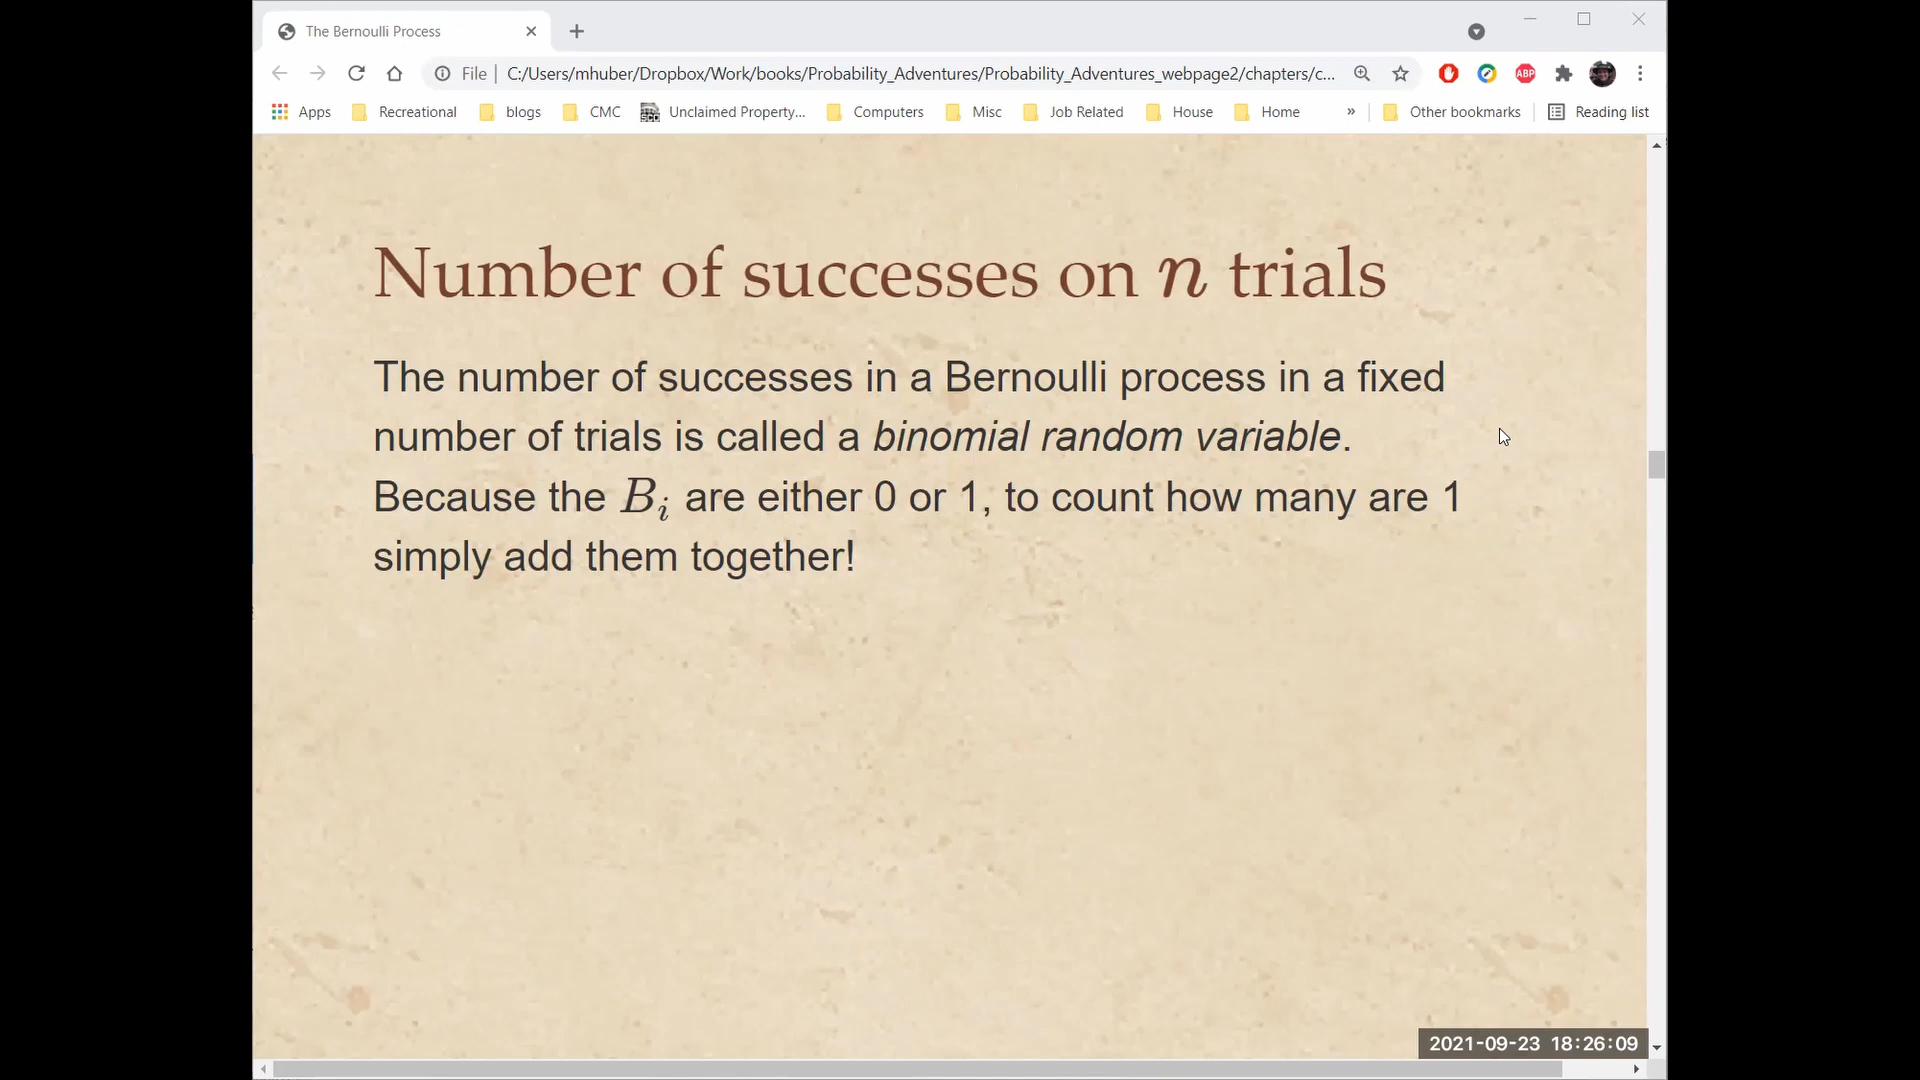 The Bernoulli Process
File C:/Users/mhuber/Dropbox/Work/books/Probability_Adventures/Probability_Adventures_webpage2/chapters/c...
ABP
Apps Recreational blogs CMC Unclaimed Property... Computers Misc Job Related House Home » Other bookmarks Reading list
Number of successes on n trials
The number of successes in a Bernoulli process in a fixed
number of trials is called a binomial random variable.
Because the B_i are either 0 or 1, to count how many are 1
simply add them together!
2021-09-23 18:26:09